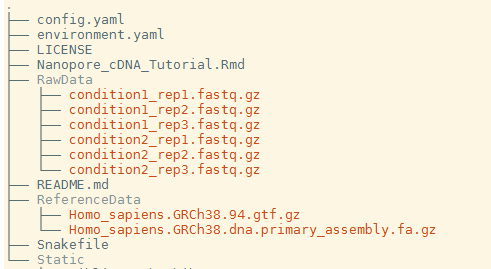 .
├── config.yaml
├── environment.yaml
├── LICENSE
├── Nanopore_cDNA_Tutorial.Rmd
├── RawData
│   ├── condition1_rep1.fastq.gz
│   ├── condition1_rep2.fastq.gz
│   ├── condition1_rep3.fastq.gz
│   ├── condition2_rep1.fastq.gz
│   ├── condition2_rep2.fastq.gz
│   └── condition2_rep3.fastq.gz
├── README.md
├── ReferenceData
│   ├── Homo_sapiens.GRCh38.94.gtf.gz
│   └── Homo_sapiens.GRCh38.dna.primary_assembly.fa.gz
├── Snakefile
└── Static